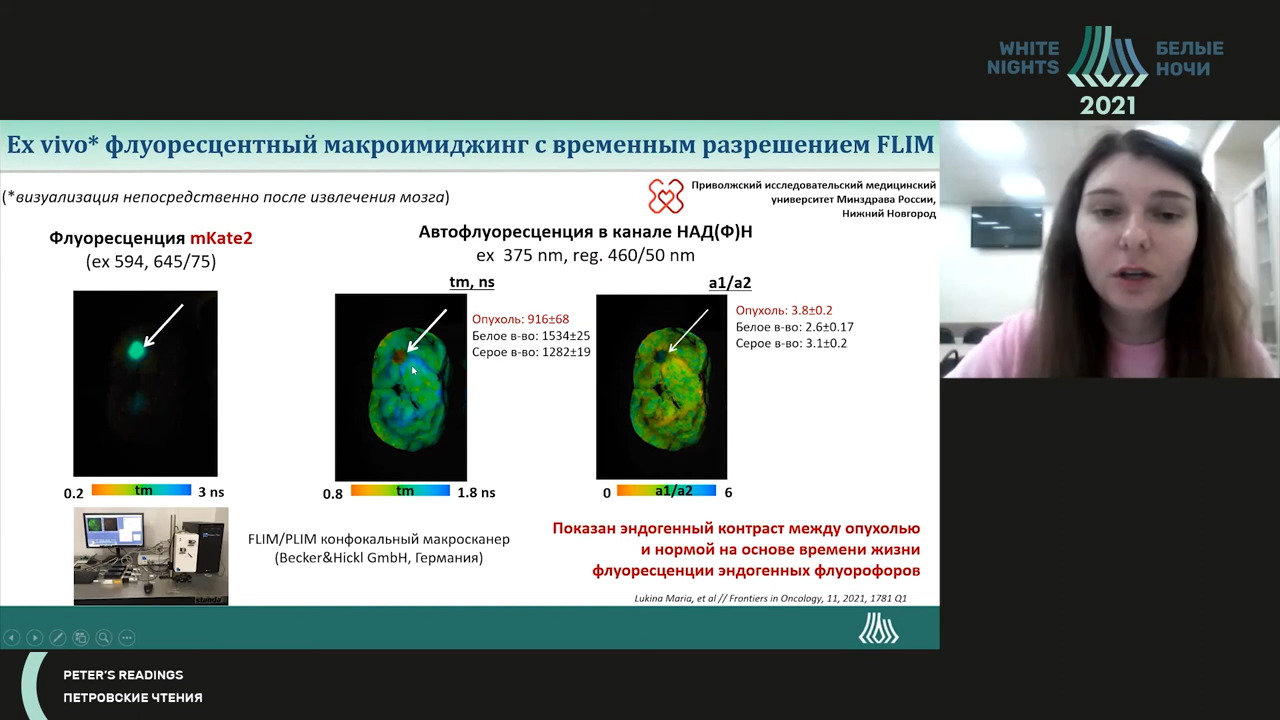 WHITE
NIGHTS
БЕЛЫЕ
НОЧИ
2021
Ex vivo* флуоресцентный макроимиджинг с временным разрешением FLIM
(*визуализация непосредственно после извлечения мозга)
Приволжский исследовательский медицинский
университет Минздрава России,
Нижний Новгород
Флуоресценция mKate2
(ex 594, 645/75)
Автофлуоресценция в канале НАД(Ф)Н
ex 375 nm, reg. 460/50 nm
tm, ns
a1/a2
Опухоль: 916±68
Белое в-во: 1534±25
Серое в-во: 1282±19
Опухоль: 3.8±0.2
Белое в-во: 2.6±0.17
Серое в-во: 3.1±0.2
0.2 tm 3 ns
0.8 tm 1.8 ns
0 a1/a2 6
FLIM/PLIM конфокальный макросканер
(Becker&Hickl GmbH, Германия)
Показан эндогенный контраст между опухолью
и нормой на основе времени жизни
флуоресценции эндогенных флуорофоров
standa
Lukina Maria, et al // Frontiers in Oncology, 11, 2021, 1781 Q1
PETER'S READINGS
ПЕТРОВСКИЕ ЧТЕНИЯ